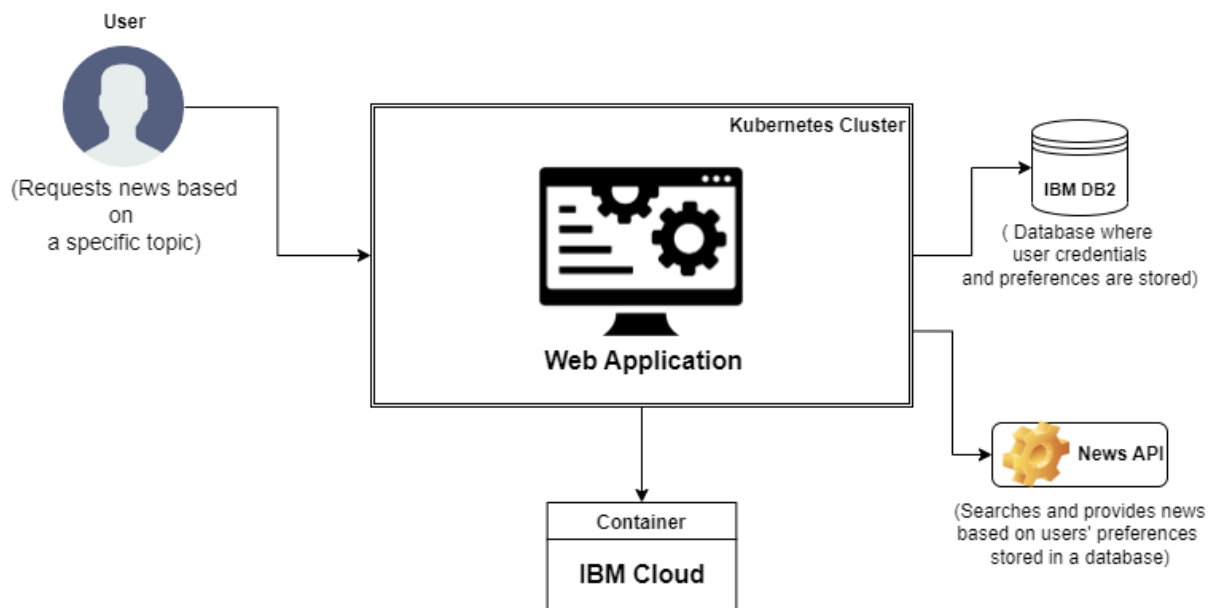 User
(Requests news based
on
a specific topic)
Kubernetes Cluster
Web Application
IBM DB2
( Database where
user credentials
and preferences are stored)
News API
(Searches and provides news
based on users' preferences
stored in a database)
Container
IBM Cloud